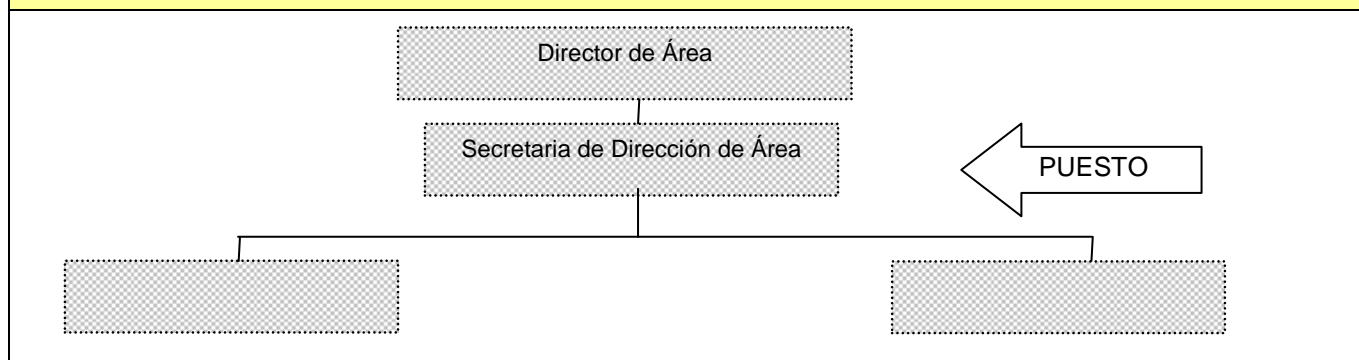 Director de Área
Secretaria de Dirección de Área
PUESTO